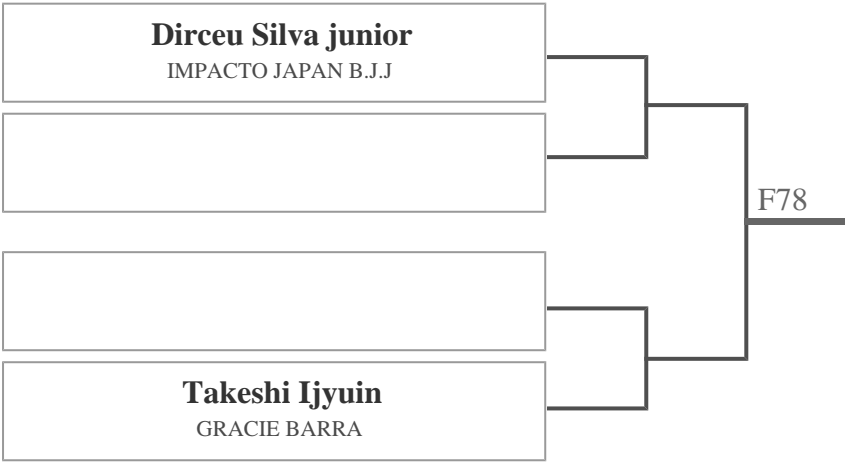 Dirceu Silva junior
IMPACTO JAPAN B.J.J
F78
Takeshi Ijyuin
GRACIE BARRA